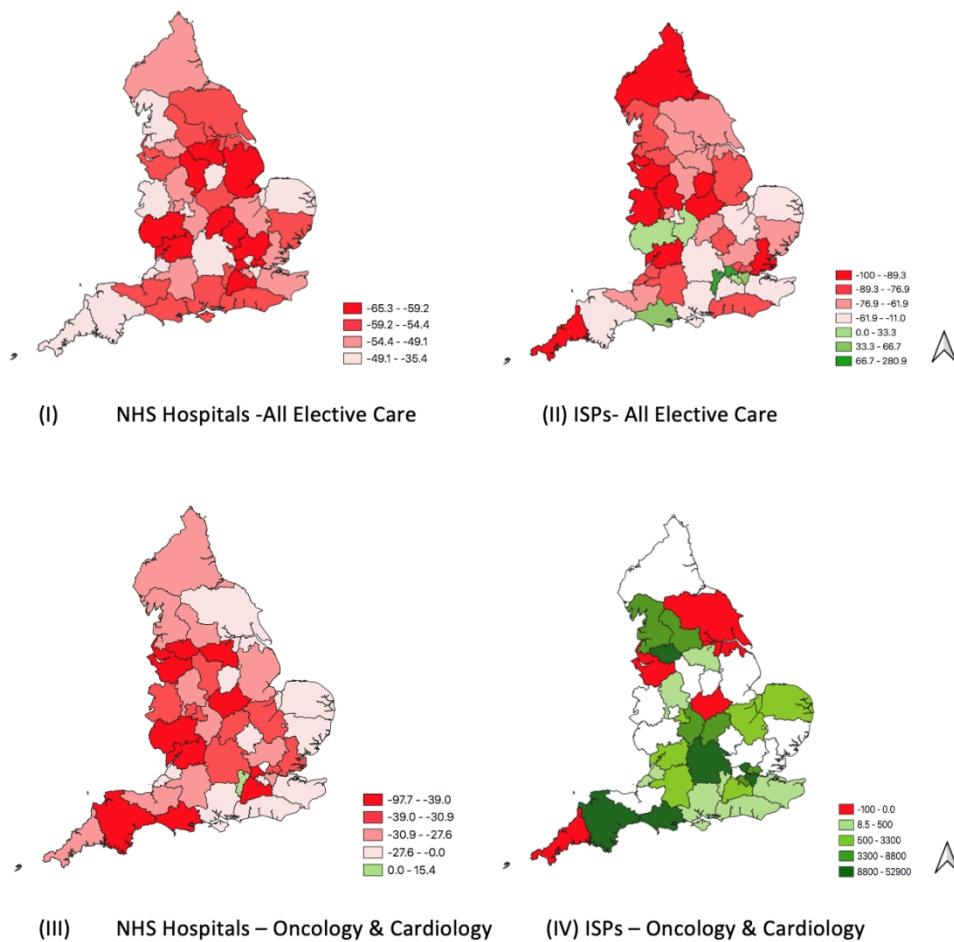 -65.3 - -59.2
-59.2 - -54.4
-54.4 - -49.1
-49.1 - -35.4
-100 - -89.3
-89.3 - -76.9
-76.9 - -61.9
-61.9 - -11.0
0.0 - 33.3
33.3 - 66.7
66.7 - 280.9
(I) NHS Hospitals -All Elective Care
(II) ISPs- All Elective Care
-97.7 - -39.0
-39.0 - -30.9
-30.9 - -27.6
-27.6 - -0.0
0.0 - 15.4
-100 - 0.0
8.5 - 500
500 - 3300
3300 - 8800
8800 - 52900
(III) NHS Hospitals – Oncology & Cardiology
(IV) ISPs – Oncology & Cardiology